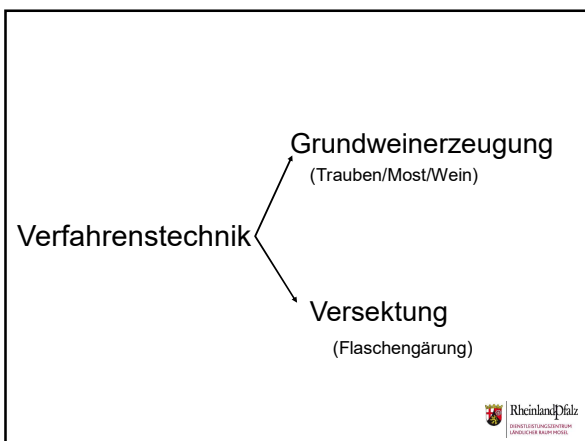 Grundweinerzeugung
(Trauben/Most/Wein)
Verfahrenstechnik
Versektung
(Flaschengärung)
RheinlandPfalz
DIENSTLEISTUNGSZENTRUM
LÄNDLICHER RAUM MOSEL